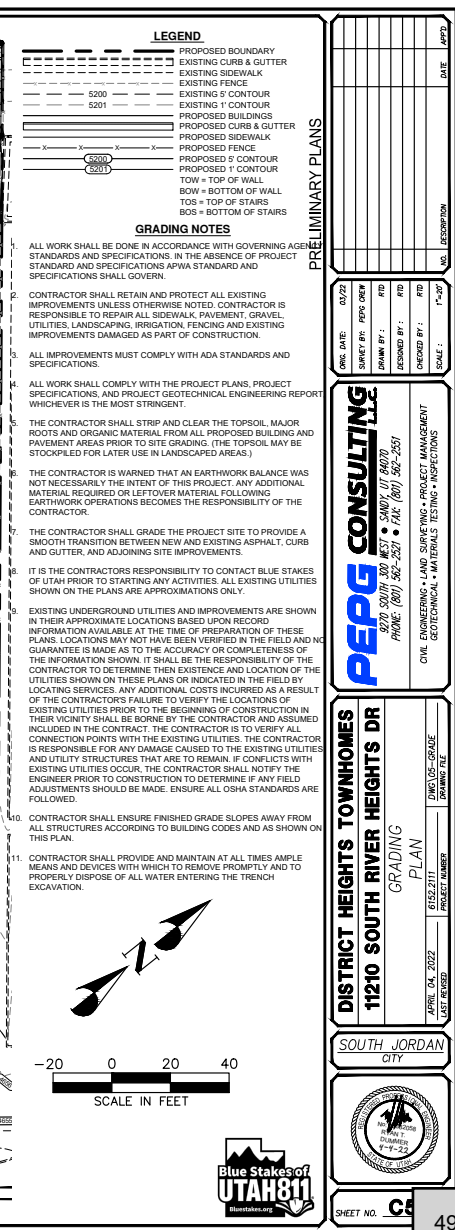 LEGEND
PROPOSED BOUNDARY
EXISTING CURB & GUTTER
EXISTING SIDEWALK
EXISTING FENCE
5200 EXISTING 5' CONTOUR
5201 EXISTING 1' CONTOUR
PROPOSED BUILDINGS
PROPOSED CURB & GUTTER
PROPOSED SIDEWALK
PROPOSED FENCE
5200 PROPOSED 5' CONTOUR
5201 PROPOSED 1' CONTOUR
TOW = TOP OF WALL
BOW = BOTTOM OF WALL
TOS = TOP OF STAIRS
BOS = BOTTOM OF STAIRS
GRADING NOTES
1. ALL WORK SHALL BE DONE IN ACCORDANCE WITH GOVERNING AGENCY
STANDARDS AND SPECIFICATIONS. IN THE ABSENCE OF PROJECT
STANDARD AND SPECIFICATIONS APWA STANDARD AND
SPECIFICATIONS SHALL GOVERN.
2. CONTRACTOR SHALL RETAIN AND PROTECT ALL EXISTING
IMPROVEMENTS UNLESS OTHERWISE NOTED. CONTRACTOR IS
RESPONSIBLE TO REPAIR ALL SIDEWALK, PAVEMENT, GRAVEL,
UTILITIES, LANDSCAPING, IRRIGATION, FENCING AND EXISTING
IMPROVEMENTS DAMAGED AS PART OF CONSTRUCTION.
3. ALL IMPROVEMENTS MUST COMPLY WITH ADA STANDARDS AND
SPECIFICATIONS.
4. ALL WORK SHALL COMPLY WITH THE PROJECT PLANS, PROJECT
SPECIFICATIONS, AND PROJECT GEOTECHNICAL ENGINEERING REPORT
WHICHEVER IS THE MOST STRINGENT.
5. THE CONTRACTOR SHALL STRIP AND CLEAR THE TOPSOIL, MAJOR
ROOTS AND ORGANIC MATERIAL FROM ALL PROPOSED BUILDING AND
PAVEMENT AREAS PRIOR TO SITE GRADING. (THE TOPSOIL MAY BE
STOCKPILED FOR LATER USE IN LANDSCAPED AREAS.)
6. THE CONTRACTOR IS WARNED THAT AN EARTHWORK BALANCE WAS
NOT NECESSARILY THE INTENT OF THIS PROJECT. ANY ADDITIONAL
MATERIAL REQUIRED OR LEFTOVER MATERIAL FOLLOWING
EARTHWORK OPERATIONS BECOMES THE RESPONSIBILITY OF THE
CONTRACTOR.
7. THE CONTRACTOR SHALL GRADE THE PROJECT SITE TO PROVIDE A
SMOOTH TRANSITION BETWEEN NEW AND EXISTING ASPHALT, CURB
AND GUTTER, AND ADJOINING SITE IMPROVEMENTS.
8. IT IS THE CONTRACTORS RESPONSIBILITY TO CONTACT BLUE STAKES
OF UTAH PRIOR TO STARTING ANY ACTIVITIES. ALL EXISTING UTILITIES
SHOWN ON THE PLANS ARE APPROXIMATIONS ONLY.
9. EXISTING UNDERGROUND UTILITIES AND IMPROVEMENTS ARE SHOWN
IN THEIR APPROXIMATE LOCATIONS BASED UPON RECORD
INFORMATION AVAILABLE AT THE TIME OF PREPARATION OF THESE
PLANS. LOCATIONS MAY NOT HAVE BEEN VERIFIED IN THE FIELD AND NO
GUARANTEE IS MADE AS TO THE ACCURACY OR COMPLETENESS OF
THE INFORMATION SHOWN. IT SHALL BE THE RESPONSIBILITY OF THE
CONTRACTOR TO DETERMINE THEN EXISTENCE AND LOCATION OF THE
UTILITIES SHOWN ON THESE PLANS OR INDICATED IN THE FIELD BY
LOCATING SERVICES. ANY ADDITIONAL COSTS INCURRED AS A RESULT
OF THE CONTRACTOR'S FAILURE TO VERIFY THE LOCATIONS OF
EXISTING UTILITIES PRIOR TO THE BEGINNING OF CONSTRUCTION IN
THEIR VICINITY SHALL BE BORNE BY THE CONTRACTOR AND ASSUMED
INCLUDED IN THE CONTRACT. THE CONTRACTOR IS TO VERIFY ALL
CONNECTION POINTS WITH THE EXISTING UTILITIES. THE CONTRACTOR
IS RESPONSIBLE FOR ANY DAMAGE CAUSED TO THE EXISTING UTILITIES
AND UTILITY STRUCTURES THAT ARE TO REMAIN. IF CONFLICTS WITH
EXISTING UTILITIES OCCUR, THE CONTRACTOR SHALL NOTIFY THE
ENGINEER PRIOR TO CONSTRUCTION TO DETERMINE IF ANY FIELD
ADJUSTMENTS SHOULD BE MADE. ENSURE ALL OSHA STANDARDS ARE
FOLLOWED.
10. CONTRACTOR SHALL ENSURE FINISHED GRADE SLOPES AWAY FROM
ALL STRUCTURES ACCORDING TO BUILDING CODES AND AS SHOWN ON
THIS PLAN.
11. CONTRACTOR SHALL PROVIDE AND MAINTAIN AT ALL TIMES AMPLE
MEANS AND DEVICES WITH WHICH TO REMOVE PROMPTLY AND TO
PROPERLY DISPOSE OF ALL WATER ENTERING THE TRENCH
EXCAVATION.
N
-20 0 20 40
SCALE IN FEET
Blue Stakes of
UTAH811
Bluestakes.org
PRELIMINARY PLANS
NO. DESCRIPTION DATE APP'D
ORIG. DATE: 03/22
SURVEY BY: PEPG CREW
DRAWN BY: RTD
DESIGNED BY: RTD
CHECKED BY: RTD
SCALE: 1"=20'
PEPG CONSULTING L.L.C.
9270 SOUTH 300 WEST • SANDY, UT 84070
PHONE: (801) 562-2521 • FAX: (801) 562-2551
CIVIL ENGINEERING • LAND SURVEYING • PROJECT MANAGEMENT
GEOTECHNICAL • MATERIALS TESTING • INSPECTIONS
DISTRICT HEIGHTS TOWNHOMES
11210 SOUTH RIVER HEIGHTS DR
GRADING
PLAN
APRIL 04, 2022 6152.2111 DWG\05-GRADE
LAST REVISED PROJECT NUMBER DRAWING FILE
SOUTH JORDAN
CITY
REGISTERED PROFESSIONAL ENGINEER
No.
RYAN T.
DUMMER
4-4-22
STATE OF UTAH
SHEET NO. C5
49